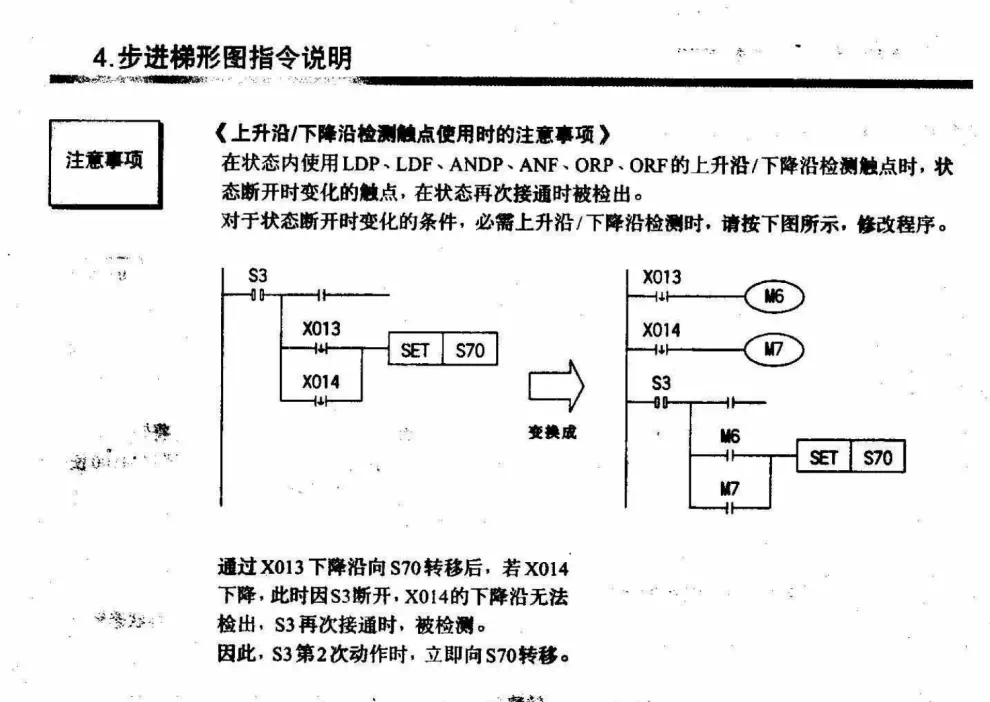 4.步进梯形图指令说明
注意事项
《上升沿/下降沿检测触点使用时的注意事项》
在状态内使用LDP、LDF、ANDP、ANF、ORP、ORF的上升沿/下降沿检测触点时，状
态断开时变化的触点，在状态再次接通时被检出。
对于状态断开时变化的条件，必需上升沿/下降沿检测时，请按下图所示，修改程序。
S3
X013
SET S70
X014
变换成
X013
M6
X014
M7
S3
M6
SET S70
M7
通过X013下降沿向S70转移后，若X014
下降，此时因S3断开，X014的下降沿无法
检出，S3再次接通时，被检测。
因此，S3第2次动作时，立即向S70转移。